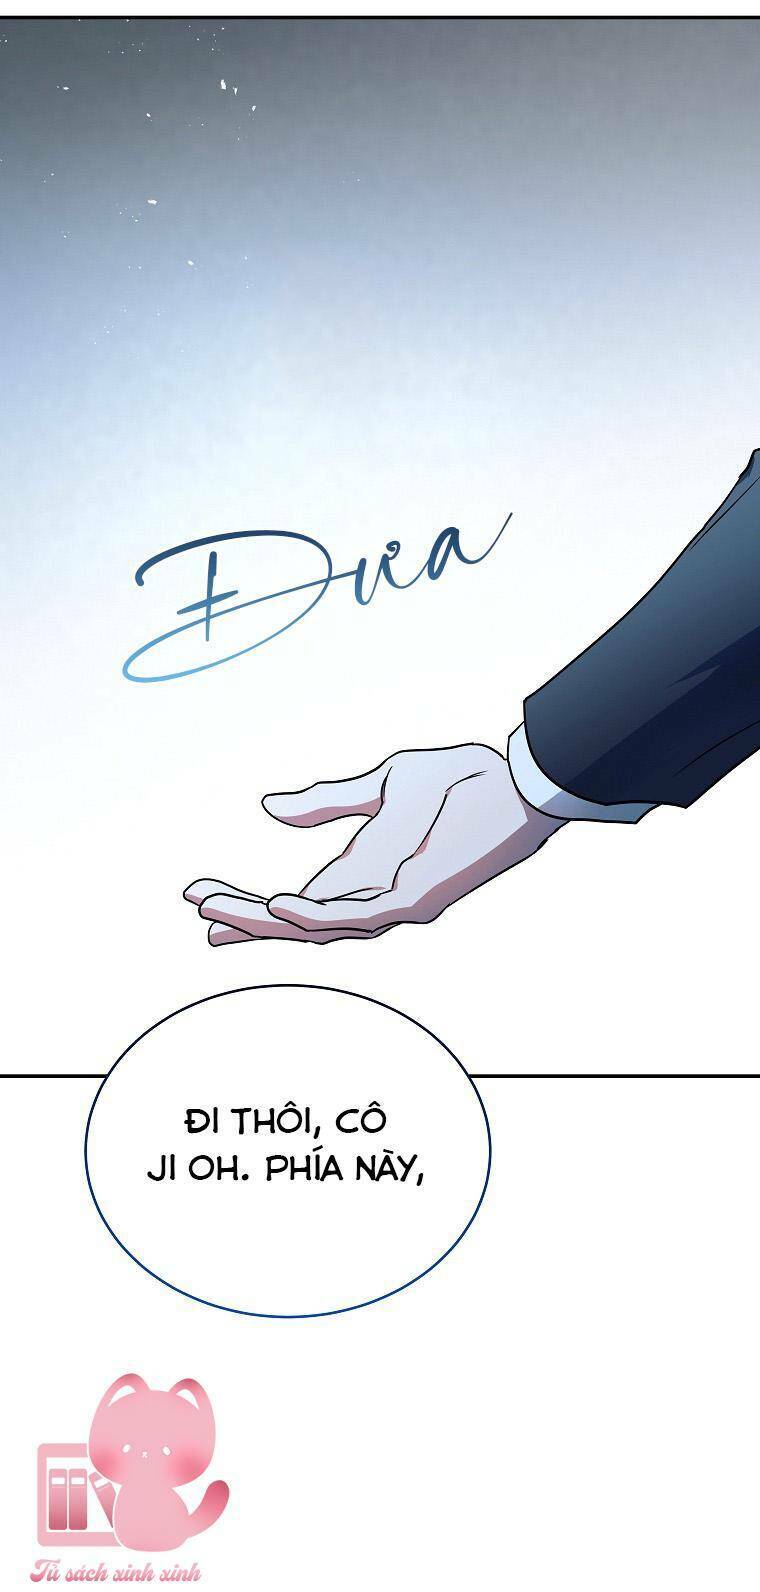 Đưa
ĐI THÔI, CÔ
JI OH. PHÍA NÀY,
Tủ sách xinh xinh